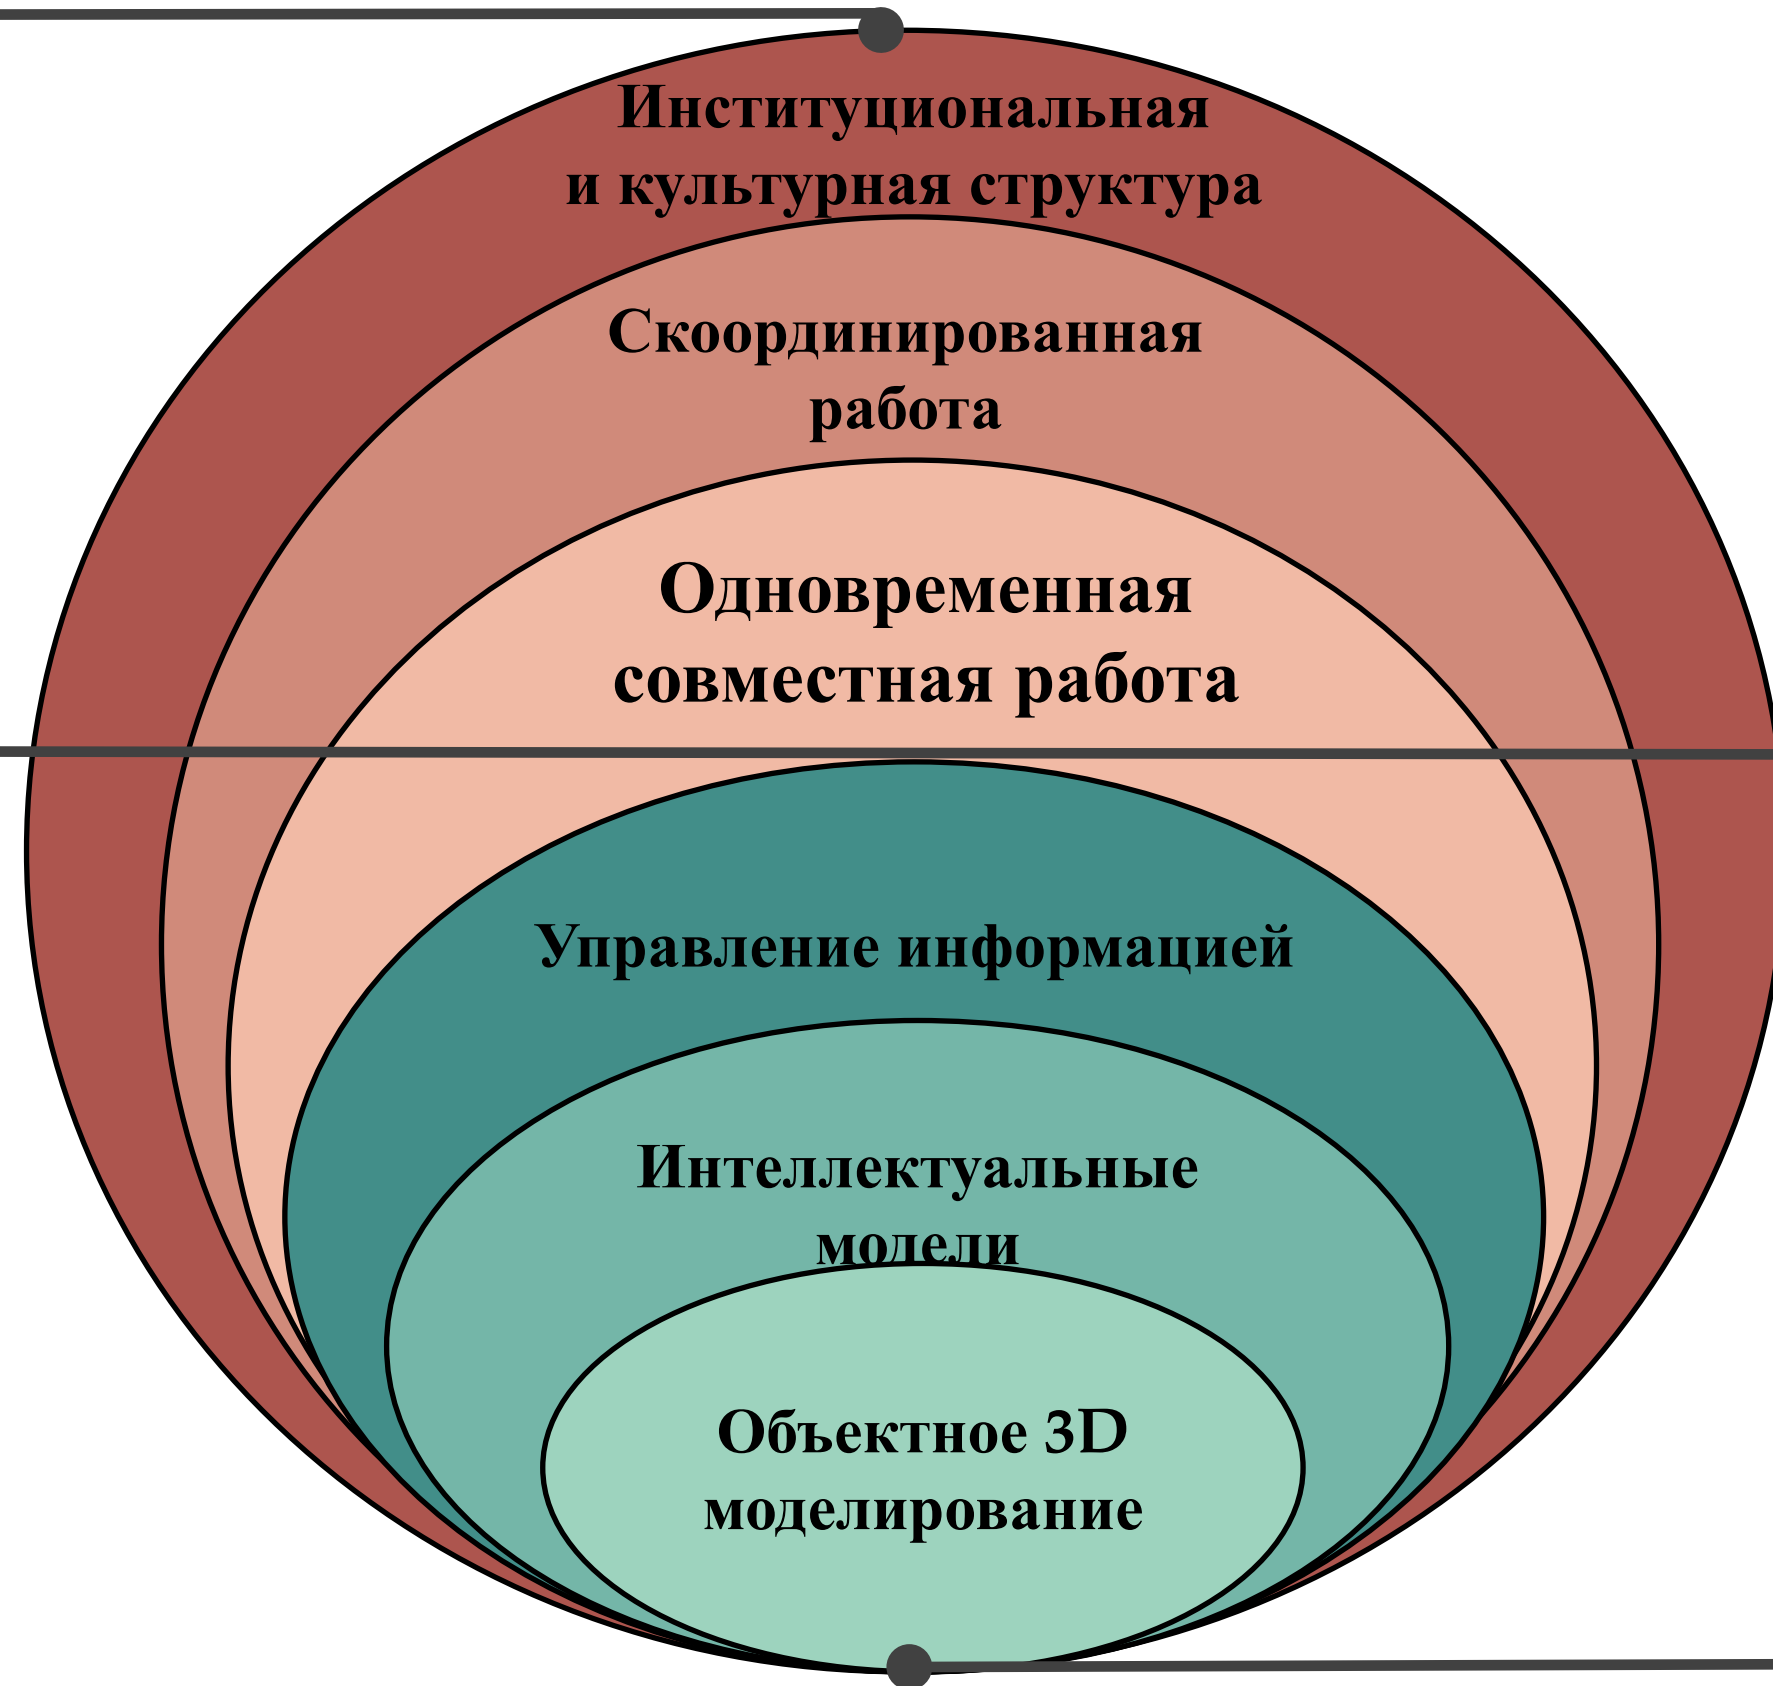 Институциональная
и культурная структура
Скоординированная
работа
Одновременная
совместная работа
Управление информацией
Интеллектуальные
модели
Объектное 3D
моделирование